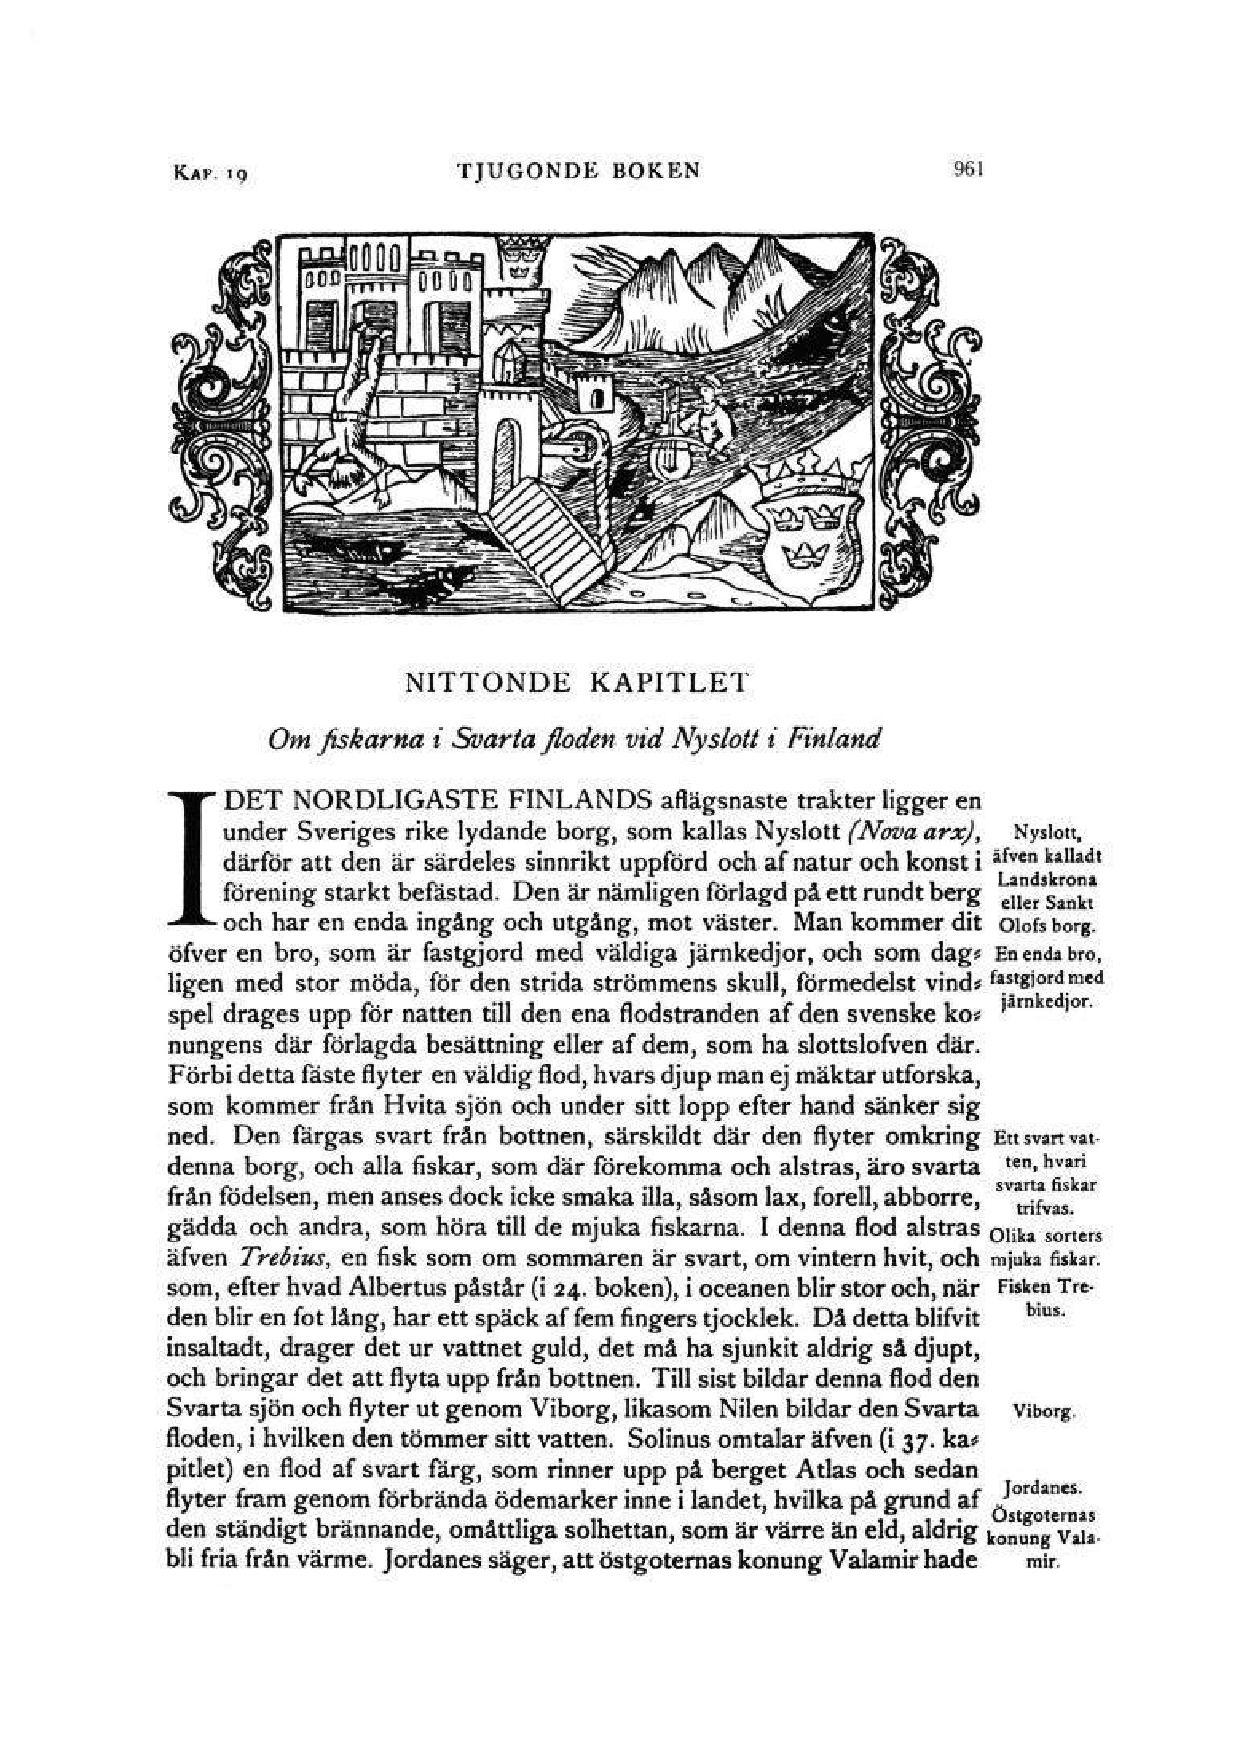 KAP. 19 TJUGONDE BOKEN 961
NITTONDE KAPITLET
Om fiskarna i Svarta floden vid Nyslott i Finland
I DET NORDLIGASTE FINLANDS aflägsnaste trakter ligger en
under Sveriges rike lydande borg, som kallas Nyslott (Nova arx),
därför att den är särdeles sinnrikt uppförd och af natur och konst i
förening starkt befästad. Den är nämligen förlagd på ett rundt berg
och har en enda ingång och utgång, mot väster. Man kommer dit
öfver en bro, som är fastgjord med väldiga järnkedjor, och som dag-
ligen med stor möda, för den strida strömmens skull, förmedelst vind-
spel drages upp för natten till den ena flodstranden af den svenske ko-
nungens där förlagda besättning eller af dem, som ha slottslofven där.
Förbi detta fäste flyter en väldig flod, hvars djup man ej mäktar utforska,
som kommer från Hvita sjön och under sitt lopp efter hand sänker sig
ned. Den färgas svart från bottnen, särskildt där den flyter omkring
denna borg, och alla fiskar, som där förekomma och alstras, äro svarta
från födelsen, men anses dock icke smaka illa, såsom lax, forell, abborre,
gädda och andra, som höra till de mjuka fiskarna. I denna flod alstras
äfven Trebius, en fisk som om sommaren är svart, om vintern hvit, och
som, efter hvad Albertus påstår (i 24. boken), i oceanen blir stor och, när
den blir en fot lång, har ett späck af fem fingers tjocklek. Då detta blifvit
insaltadt, drager det ur vattnet guld, det må ha sjunkit aldrig så djupt,
och bringar det att flyta upp från bottnen. Till sist bildar denna flod den
Svarta sjön och flyter ut genom Viborg, likasom Nilen bildar den Svarta
floden, i hvilken den tömmer sitt vatten. Solinus omtalar äfven (i 37. ka-
pitlet) en flod af svart färg, som rinner upp på berget Atlas och sedan
flyter fram genom förbrända ödemarker inne i landet, hvilka på grund af
den ständigt brännande, omåttliga solhettan, som är värre än eld, aldrig
bli fria från värme. Jordanes säger, att östgoternas konung Valamir hade
Nyslott,
äfven kalladt
Landskrona
eller Sankt
Olofs borg.
En enda bro,
fastgjord med
järnkedjor.
Ett svart vat-
ten, hvari
svarta fiskar
trifvas.
Olika sorters
mjuka fiskar.
Fisken Tre-
bius.
Viborg.
Jordanes.
Östgoternas
konung Vala-
mir.